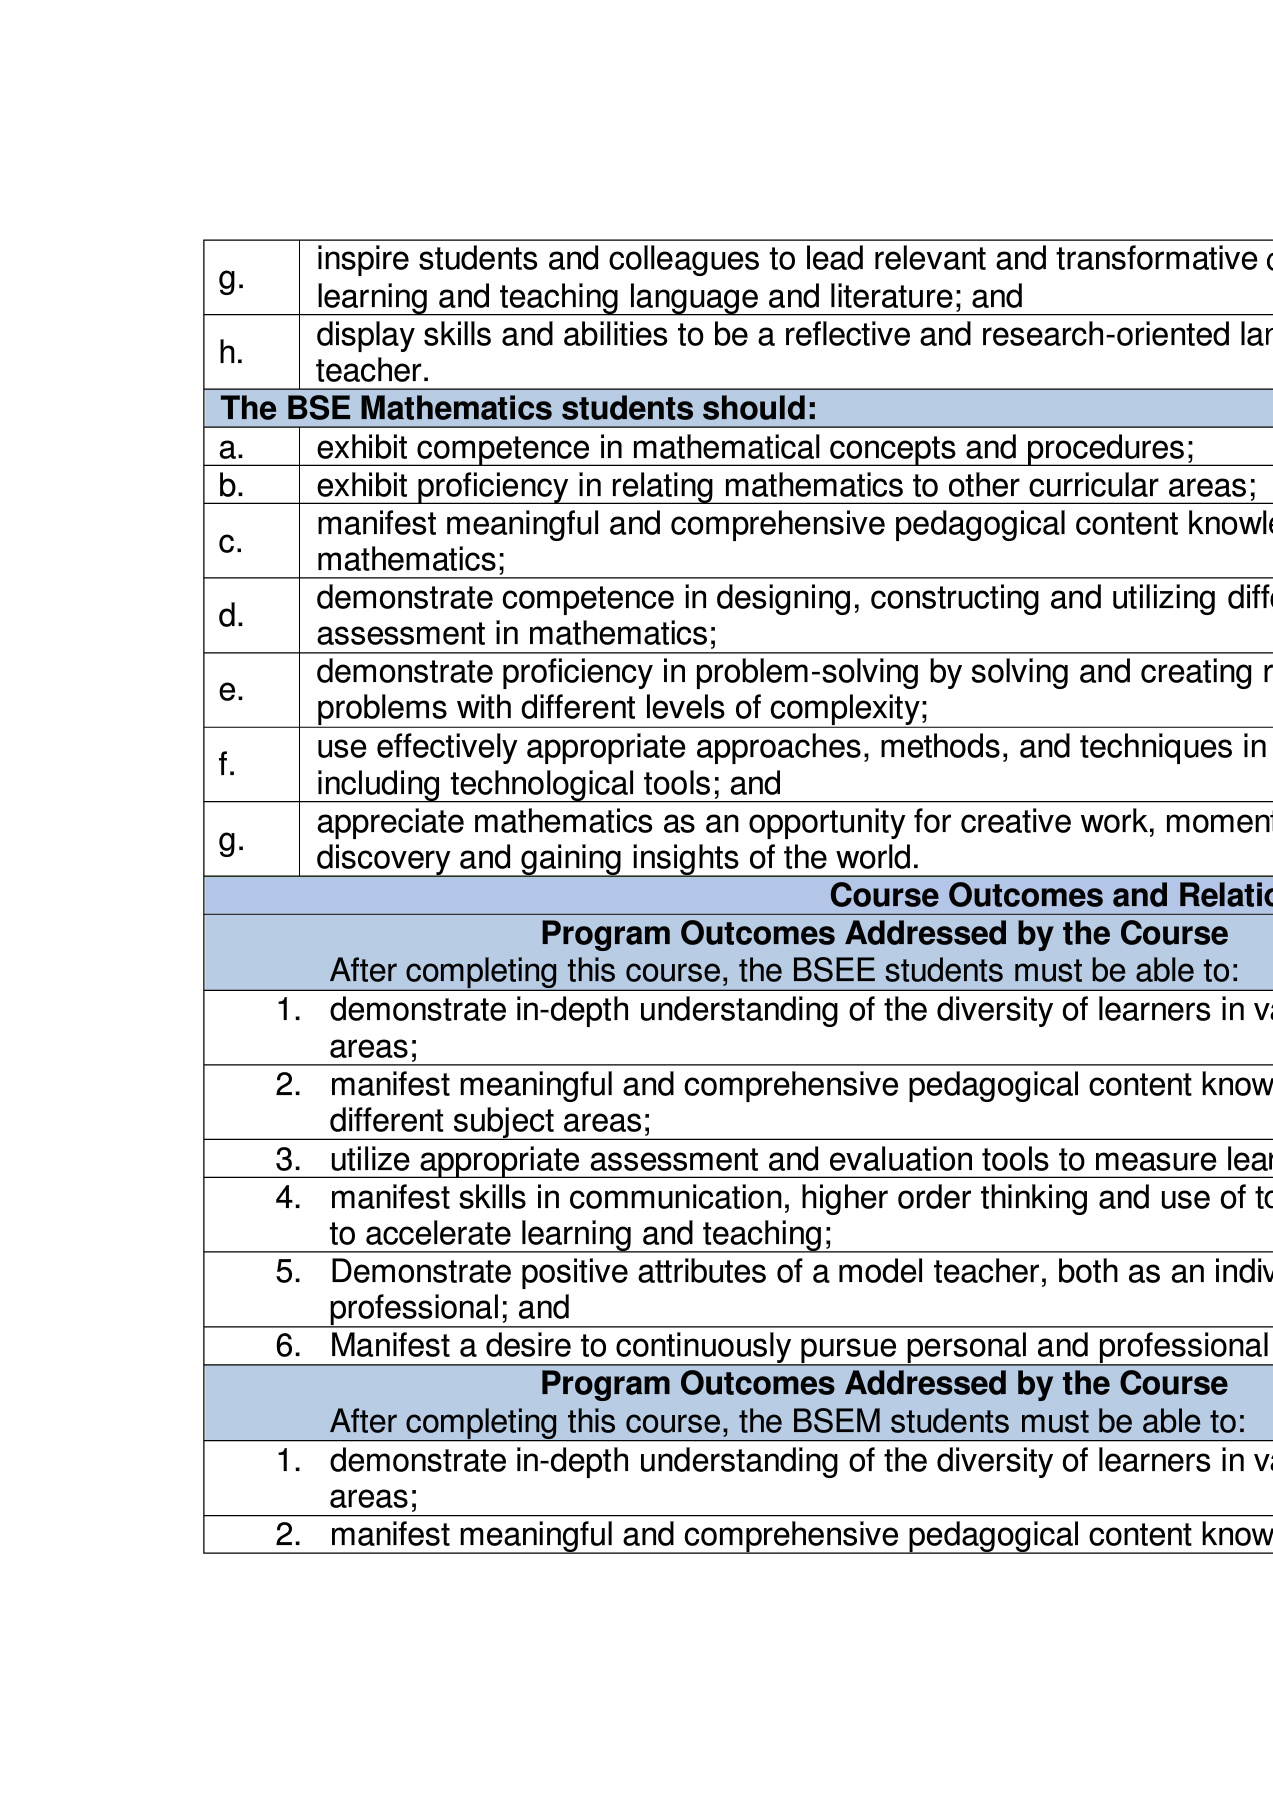 g. inspire students and colleagues to lead relevant and transformative
learning and teaching language and literature; and
h. display skills and abilities to be a reflective and research-oriented
teacher.
The BSE Mathematics students should:
a. exhibit competence in mathematical concepts and procedures;
b. exhibit proficiency in relating mathematics to other curricular areas;
c. manifest meaningful and comprehensive pedagogical content
mathematics;
d. demonstrate competence in designing, constructing and utilizing
assessment in mathematics;
e. demonstrate proficiency in problem-solving by solving and creating
problems with different levels of complexity;
f. use effectively appropriate approaches, methods, and techniques in
including technological tools; and
g. appreciate mathematics as an opportunity for creative work,
discovery and gaining insights of the world.
Course Outcomes and
Program Outcomes Addressed by the Course
After completing this course, the BSEE students must be able to:
1. demonstrate in-depth understanding of the diversity of learners in
areas;
2. manifest meaningful and comprehensive pedagogical content
different subject areas;
3. utilize appropriate assessment and evaluation tools to measure
4. manifest skills in communication, higher order thinking and use of
to accelerate learning and teaching;
5. Demonstrate positive attributes of a model teacher, both as an
professional; and
6. Manifest a desire to continuously pursue personal and professional
Program Outcomes Addressed by the Course
After completing this course, the BSEM students must be able to:
1. demonstrate in-depth understanding of the diversity of learners in
areas;
2. manifest meaningful and comprehensive pedagogical content